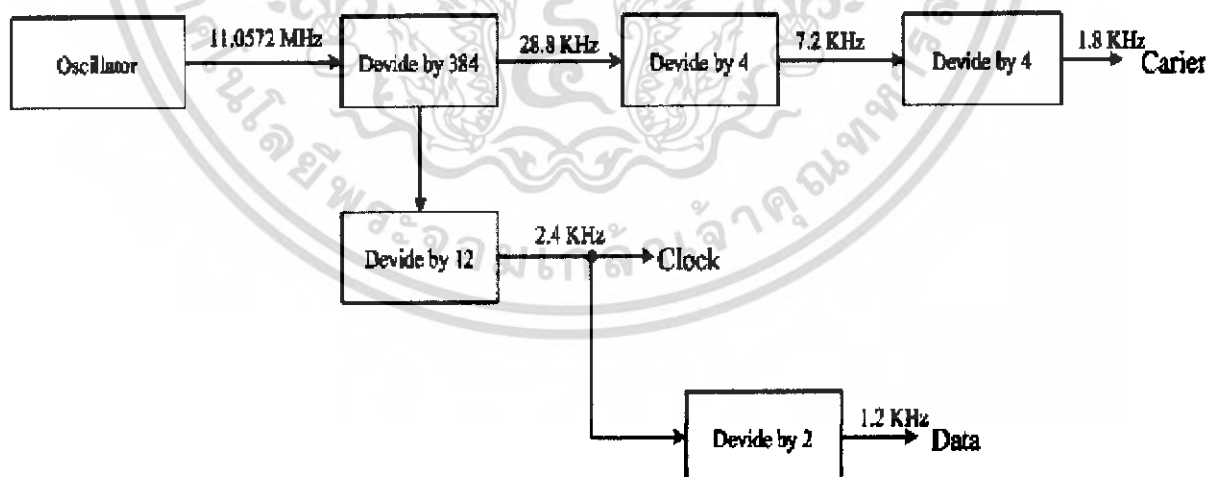 Oscillator
11.0572 MHz
Devide by 384
28.8 KHz
Devide by 4
7.2 KHz
Devide by 4
1.8 KHz
Carier
Devide by 12
2.4 KHz
Clock
Devide by 2
1.2 KHz
Data